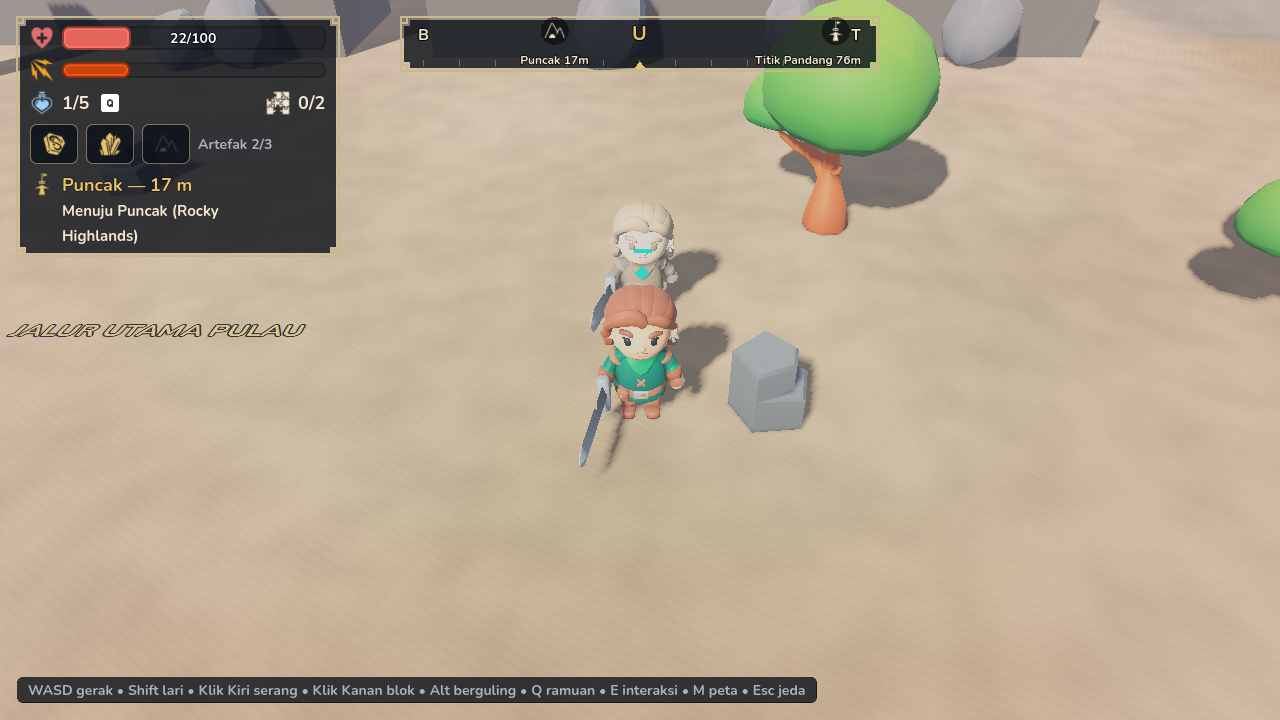 22/100
1/5 Q 0/2
Artefak 2/3
Puncak — 17 m
Menuju Puncak (Rocky
Highlands)
B U T
Puncak 17m Titik Pandang 76m
JALUR UTAMA PULAU
WASD gerak • Shift lari • Klik Kiri serang • Klik Kanan blok • Alt berguling • Q ramuan • E interaksi • M peta • Esc jeda